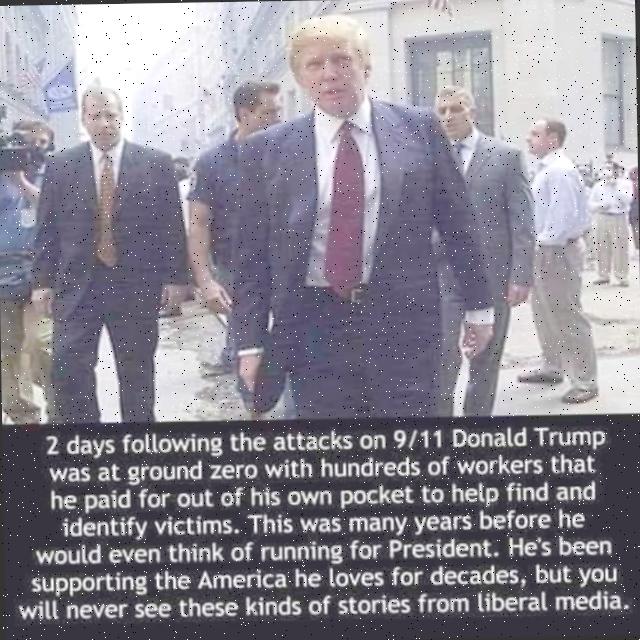 2 days following the attacks on 9/11 Donald Trump
was at ground zero with hundreds of workers that
he paid for out of his own pocket to help find and
identify victims. This was many years before he
would even think of running for President. He's been
supporting the America he loves for decades, but you
will never see these kinds of stories from liberal media.